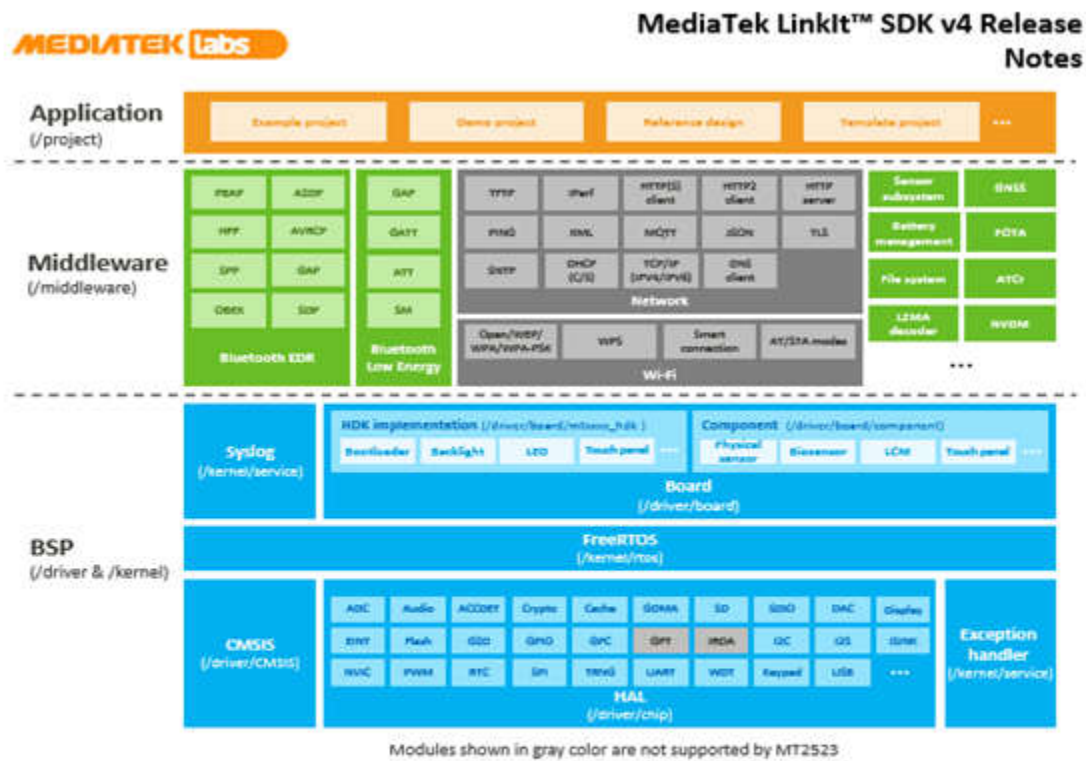 MEDIATEK Labs
MediaTek LinkIt™ SDK v4 Release
Notes
Application
(/project)
Example project
Demo project
Reference design
Template project
...
Middleware
(/middleware)
PBAP
A2DP
HFP
AVRCP
SPP
GAP
OBEX
SDP
Bluetooth EDR
GAP
GATT
ATT
SM
Bluetooth
Low Energy
TFTP
iPerf
HTTP(S)
client
HTTP2
client
HTTP
server
PING
XML
MQTT
JSON
TLS
SNTP
DHCP
(C/S)
TCP/IP
(IPV4/IPV6)
DNS
client
Network
Open/WEP/
WPA/WPA-PSK
WPS
Smart
connection
AP/STA modes
Wi-Fi
Sensor
subsystem
GNSS
Battery
management
FOTA
File system
ATCI
LZMA
decoder
NVDM
...
BSP
(/driver & /kernel)
Syslog
(/kernel/service)
HDK implementation (/driver/board/mtxxxx_hdk )
Bootloader
Backlight
LED
Touch panel
...
Component (/driver/board/component)
Physical
sensor
Biosensor
LCM
Touch panel
...
Board
(/driver/board)
FreeRTOS
(/kernel/rtos)
CMSIS
(/driver/CMSIS)
ADC
Audio
ACCDET
Crypto
Cache
GDMA
SD
SDIO
DAC
Display
EINT
Flash
G2D
GPIO
GPC
GPT
IRDA
I2C
I2S
ISINK
NVIC
PWM
RTC
SPI
TRNG
UART
WDT
Keypad
USB
...
HAL
(/driver/chip)
Exception
handler
(/kernel/service)
Modules shown in gray color are not supported by MT2523